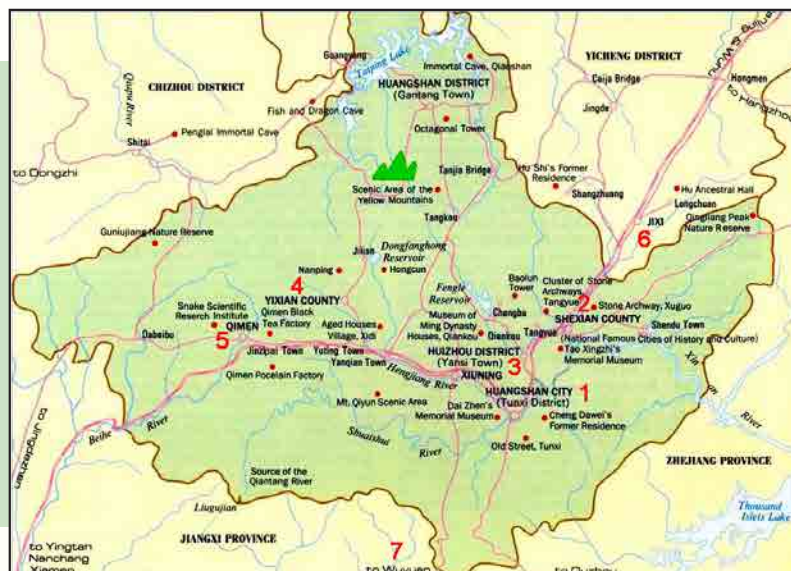 Taiping Lake
Immortal Cave, Qiaoshan
YICHENG DISTRICT
Guangyang
HUANGSHAN DISTRICT
(Gantang Town)
Caija Bridge
Hongmen
CHIZHOU DISTRICT
Jingde
to Hangzhou
& Wuhu
Qiupu River
Fish and Dragon Cave
Octagonal Tower
Shitai
Penglai Immortal Cave
to Dongzhi
Tanjia Bridge
Hu Shi's Former
Residence
Scenic Area of the
Yellow Mountains
Shangzhuang
Hu Ancestral Hall
Longchuan
Tangkou
JIXI
Qingliang Peak
Nature Reserve
6
Guniujiang Nature Reserve
Jilian
Dongfanghong
Reservoir
Nanping
Hongcun
4
YIXIAN COUNTY
Fengle
Reservoir
Baolun
Tower
Cluster of Stone
Archways,
Tangyue
2
Stone Archway, Xuguo
Snake Scientific
Reserch Institute
Qimen Black
Tea Factory
QIMEN
5
Dabeibu
Aged Houses
Village, Xidi
Museum of
Ming Dynasty
Houses, Qiankou
Chengba
Qiankou
Tangyue
SHEXIAN COUNTY
Shendu Town
(National Famous Cities of History and Culture)
Jinzipai Town
Yuting Town
Yanqian Town
HUIZHOU DISTRICT
(Yansi Town)
3
Tao Xingzhi's
Memorial Museum
Qimen Pocelain Factory
Hengjiang River
XIUNING
HUANGSHAN CITY
(Tunxi District)
1
River
Mt. Qiyun Scenic Area
Dai Zhen's
Memorial Museum
Cheng Dawei's
Former Residence
to Jingdezhen
Beihe River
Shuaishui
River
Old Street, Tunxi
ZHEJIANG PROVINCE
Source of the
Qiantang River
Liugujian
Thousand
Islets Lake
JIANGXI PROVINCE
7
to Yingtan
Nanchang
Xiamen
to Wuyuan